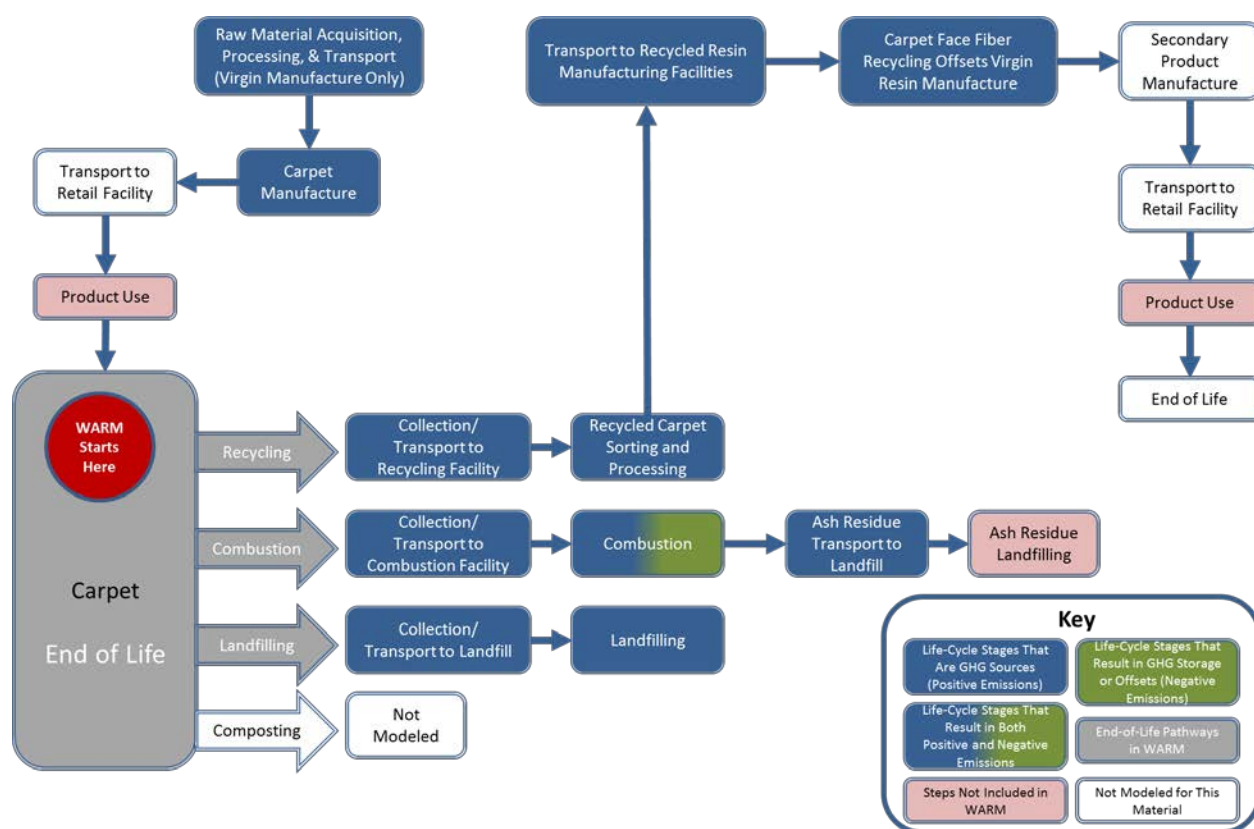 Raw Material Acquisition,
Processing, & Transport
(Virgin Manufacture Only)
Transport to Recycled Resin
Manufacturing Facilities
Carpet Face Fiber
Recycling Offsets Virgin
Resin Manufacture
Secondary
Product
Manufacture
Transport to
Retail Facility
Carpet
Manufacture
Transport to
Retail Facility
Product Use
Product Use
End of Life
WARM
Starts
Here
Carpet
End of Life
Recycling
Collection/
Transport to
Recycling Facility
Recycled Carpet
Sorting and
Processing
Combustion
Collection/
Transport to
Combustion Facility
Combustion
Ash Residue
Transport to
Landfill
Ash Residue
Landfilling
Landfilling
Collection/
Transport to Landfill
Landfilling
Composting
Not
Modeled
Key
Life-Cycle Stages That
Are GHG Sources
(Positive Emissions)
Life-Cycle Stages That
Result in GHG Storage
or Offsets (Negative
Emissions)
Life-Cycle Stages That
Result in Both
Positive and Negative
Emissions
End-of-Life Pathways
in WARM
Steps Not Included in
WARM
Not Modeled for This
Material